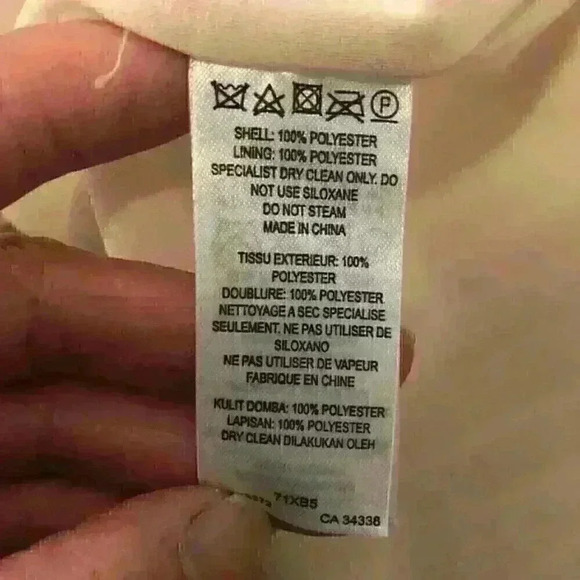 P
SHELL: 100% POLYESTER
LINING: 100% POLYESTER
SPECIALIST DRY CLEAN ONLY. DO
NOT USE SILOXANE
DO NOT STEAM
MADE IN CHINA
TISSU EXTERIEUR: 100%
POLYESTER
DOUBLURE: 100% POLYESTER
NETTOYAGE A SEC SPECIALISE
SEULEMENT. NE PAS UTILISER DE
SILOXANO
NE PAS UTILISER DE VAPEUR
FABRIQUE EN CHINE
KULIT DOMBA: 100% POLYESTER
LAPISAN: 100% POLYESTER
DRY CLEAN DILAKUKAN OLEH
71XBS
CA 34336